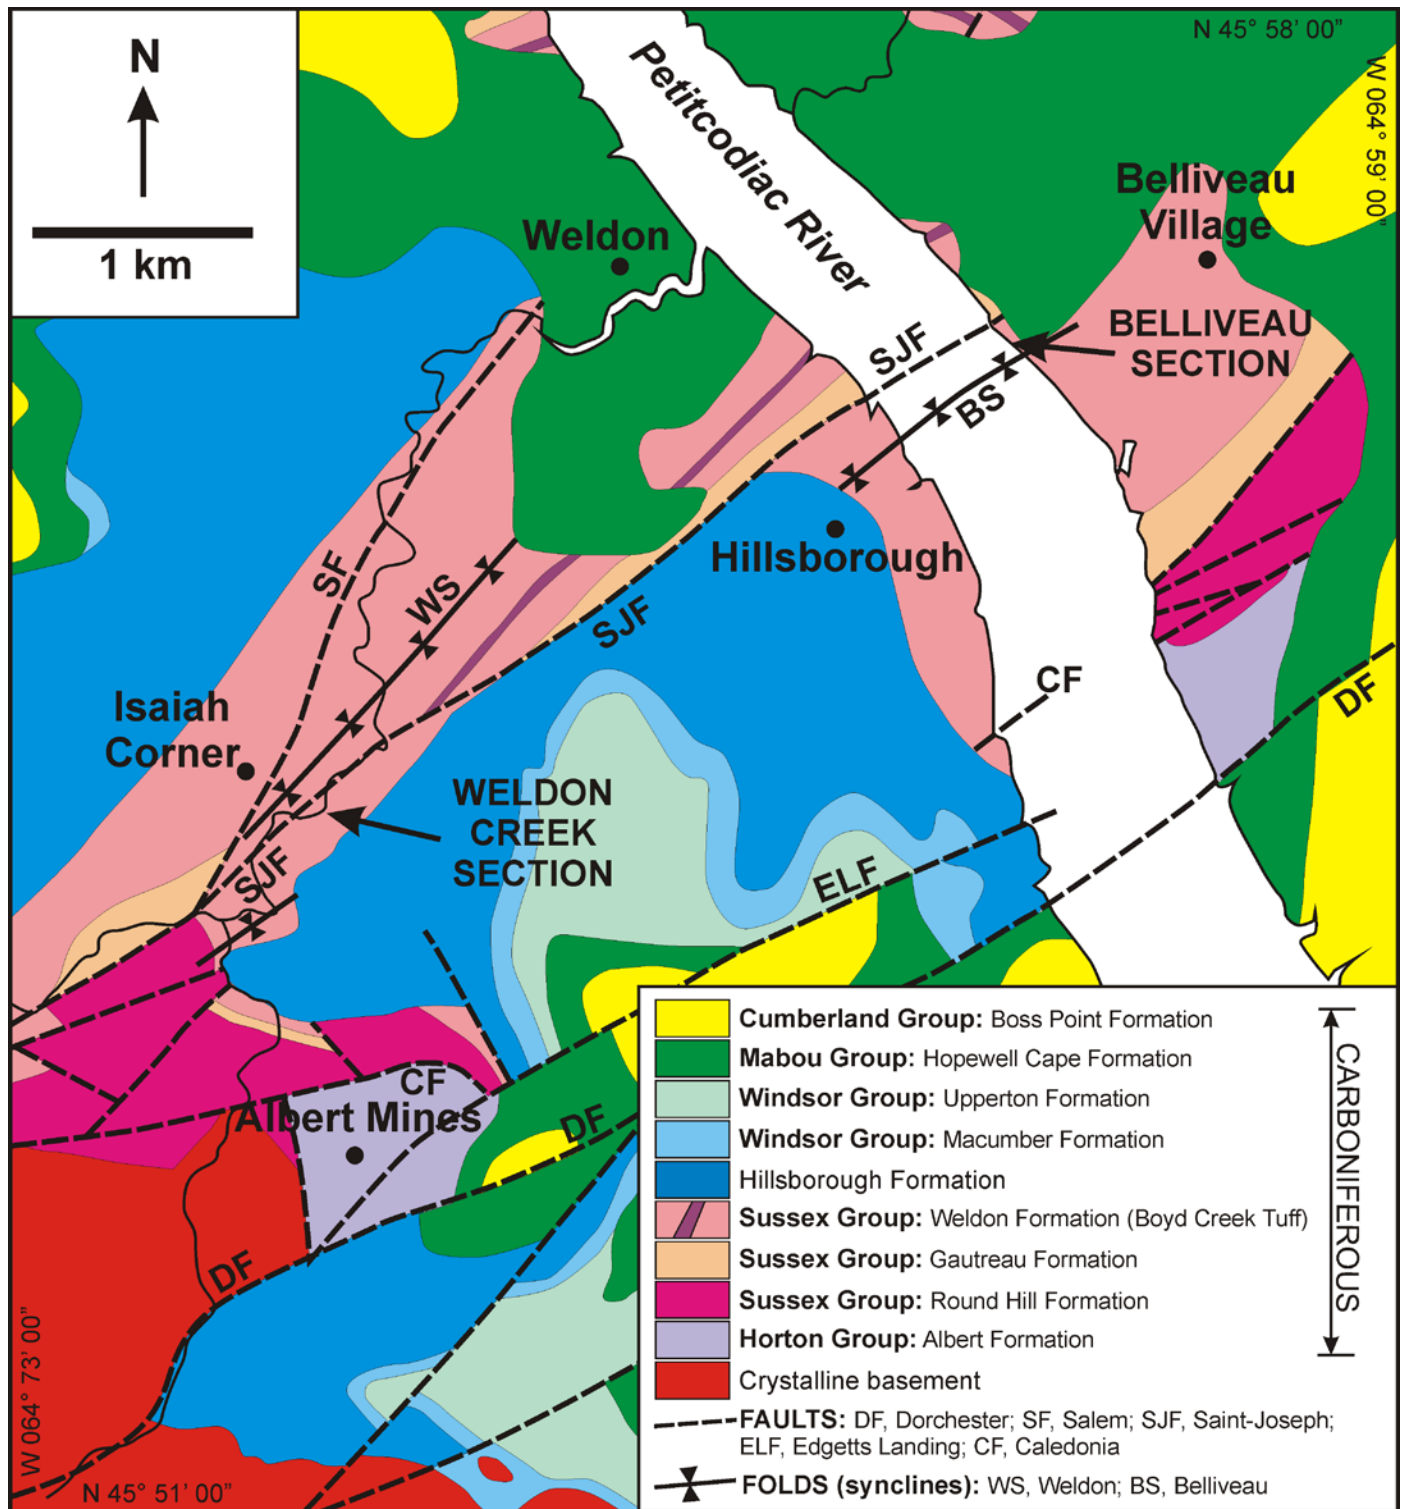 N 45° 58' 00”
W 064° 59' 00”
N
1 km
Petitcodiac River
Weldon
Belliveau
Village
BELLIVEAU
SECTION
SJF
BS
SF
WS
SJF
Hillsborough
Isaiah
Corner
CF
DF
WELDON
CREEK
SECTION
SJF
ELF
CF
Albert Mines
DF
DF
W 064° 73' 00”
N 45° 51' 00”
Cumberland Group: Boss Point Formation
Mabou Group: Hopewell Cape Formation
Windsor Group: Upperton Formation
Windsor Group: Macumber Formation
Hillsborough Formation
Sussex Group: Weldon Formation (Boyd Creek Tuff)
Sussex Group: Gautreau Formation
Sussex Group: Round Hill Formation
Horton Group: Albert Formation
Crystalline basement
CARBONIFEROUS
FAULTS: DF, Dorchester; SF, Salem; SJF, Saint-Joseph;
ELF, Edgetts Landing; CF, Caledonia
FOLDS (synclines): WS, Weldon; BS, Belliveau